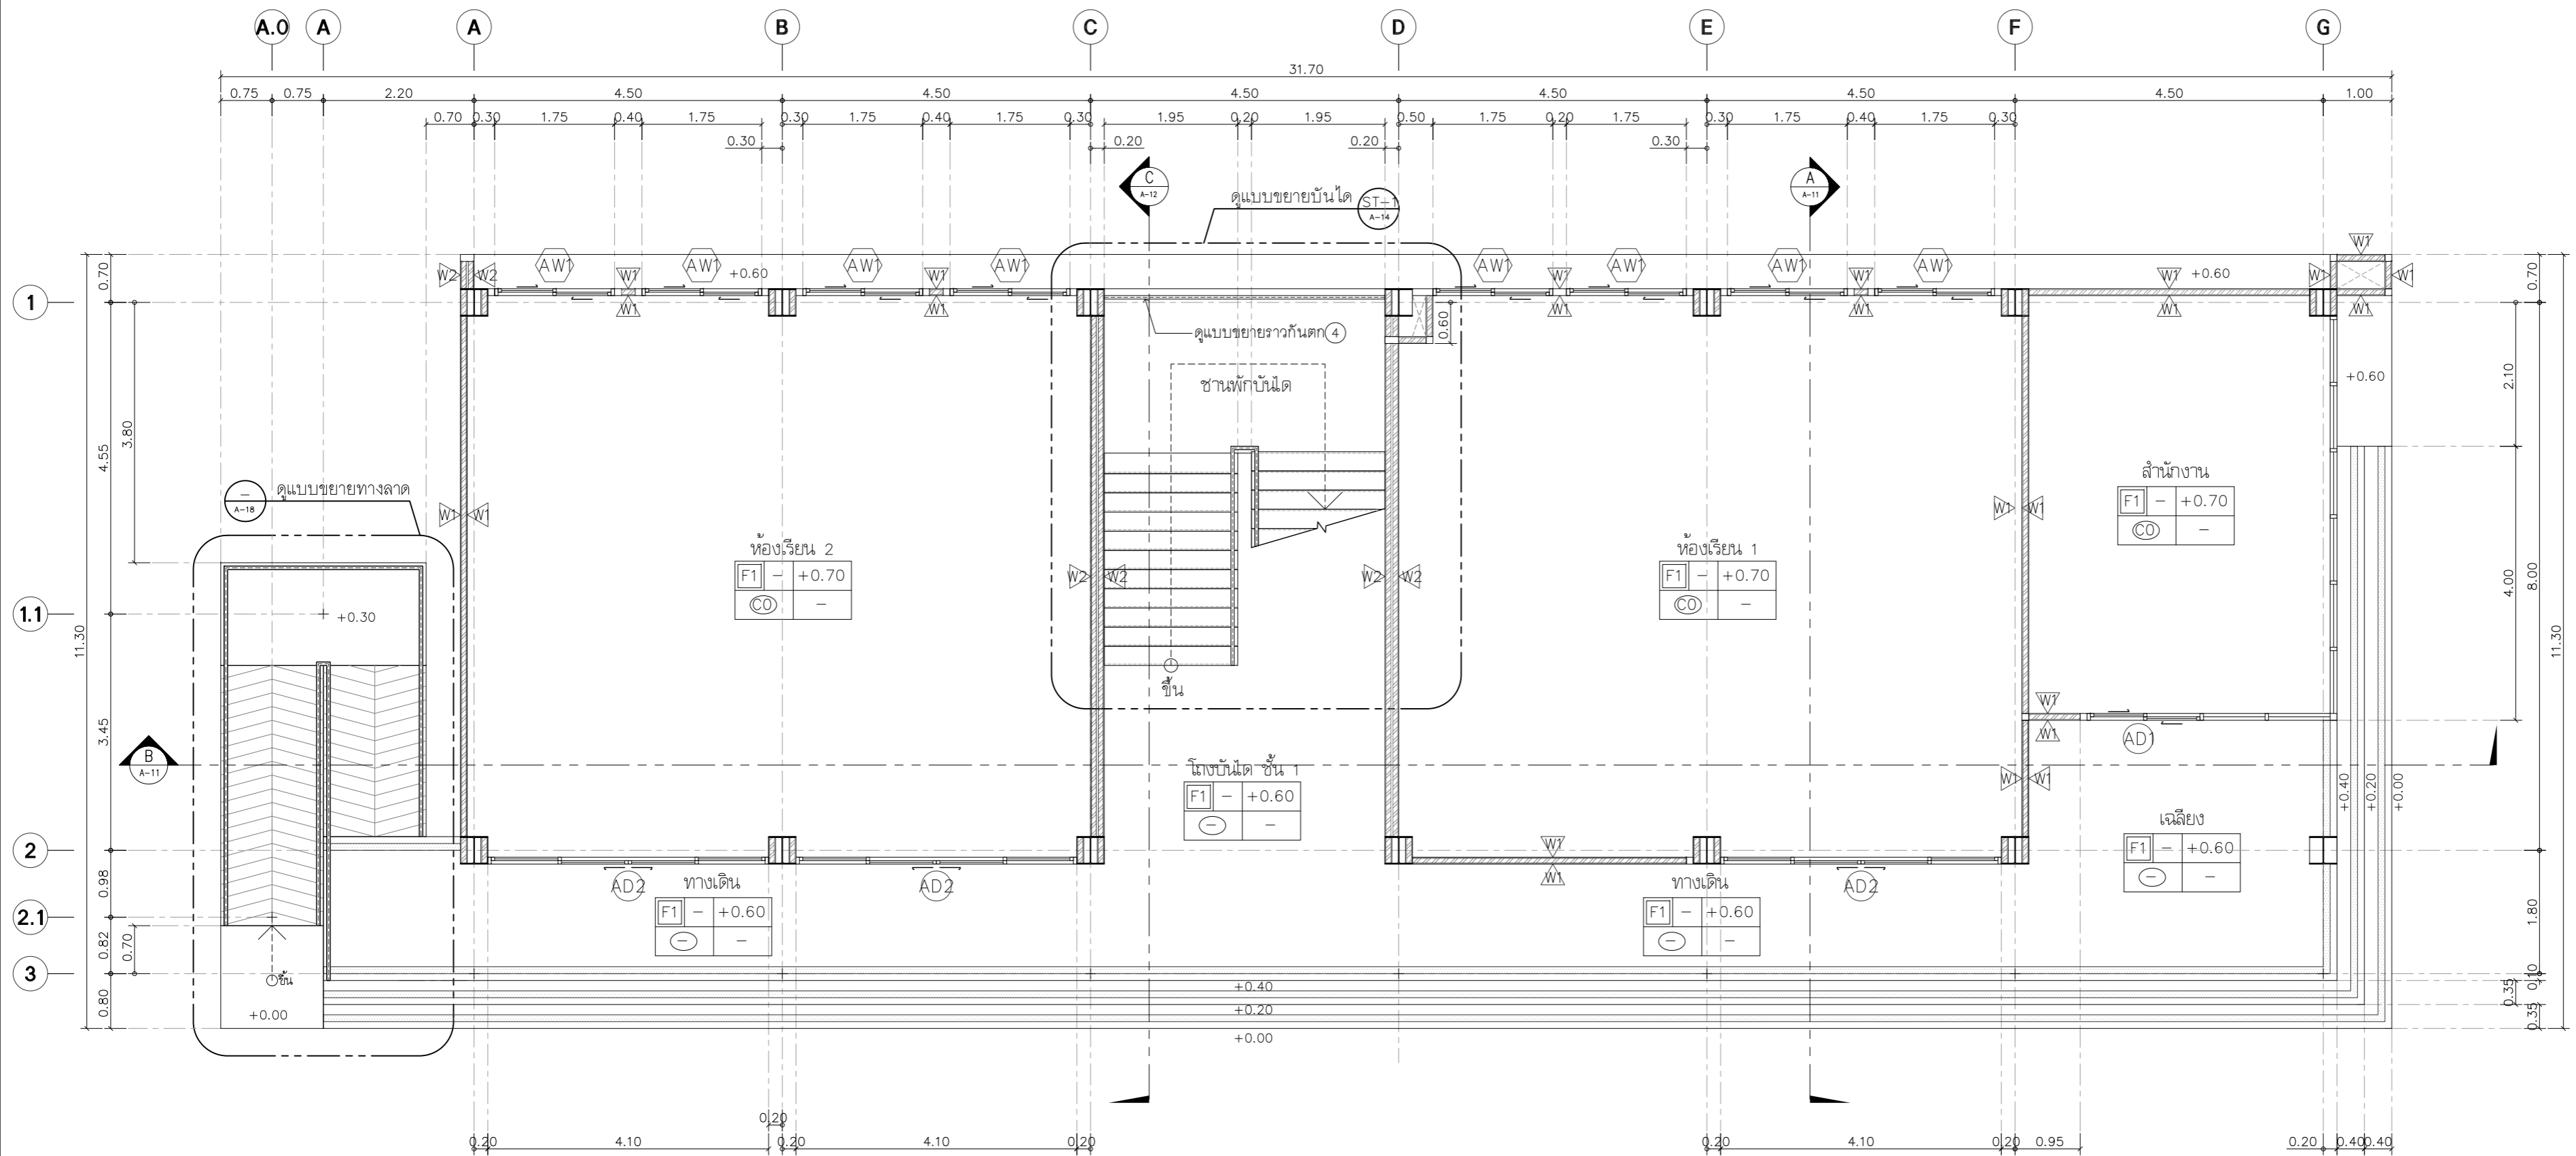 A.0 A A B C D E F G
31.70
0.75 0.75 2.20 4.50 4.50 4.50 4.50 4.50 4.50 1.00
0.70 0.30 1.75 0.40 1.75 0.30 1.75 0.40 1.75 0.30 1.95 0.20 1.95 0.50 1.75 0.20 1.75 0.30 1.75 0.40 1.75 0.30
0.30 0.20 0.20 0.30
C
A-12
A
A-11
ดูแบบขยายบันได ST-1
A-14
W1
W2 W2 AW1 W1 AW1 +0.60 AW1 W1 AW1 AW1 W1 AW1 AW1 W1 AW1 W1 +0.60 W1 W1
0.70 0.70
1
W1 W1 W1 W1 W1 W1
0.60
ดูแบบขยายราวกันตก 4
ชานพักบันได
+0.60
2.10
3.80
4.55
สำนักงาน
F1 - +0.70
C0 -
-
A-18
ดูแบบขยายทางลาด
W1 W1 W1 W1
ห้องเรียน 2
F1 - +0.70
C0 -
W2 W2 W2 W2
ห้องเรียน 1
F1 - +0.70
C0 -
4.00
8.00
1.1
+0.30
11.30 11.30
ขึ้น
W1
W1
AD1
3.45
B
A-11
โถงบันได ชั้น 1
F1 - +0.60
- -
W1 W1
+0.40 +0.20 +0.00
เฉลียง
F1 - +0.60
- -
2
W1
W1
AD2 AD2 AD2
ทางเดิน
F1 - +0.60
- -
ทางเดิน
F1 - +0.60
- -
0.98
2.1
0.82
0.70
1.80
3
ขึ้น
0.10
+0.40
0.35
0.80
+0.20
+0.00
0.35
+0.00
0.20
0.20 4.10 0.20 4.10 0.20 0.20 4.10 0.20 0.95 0.20 0.40 0.40